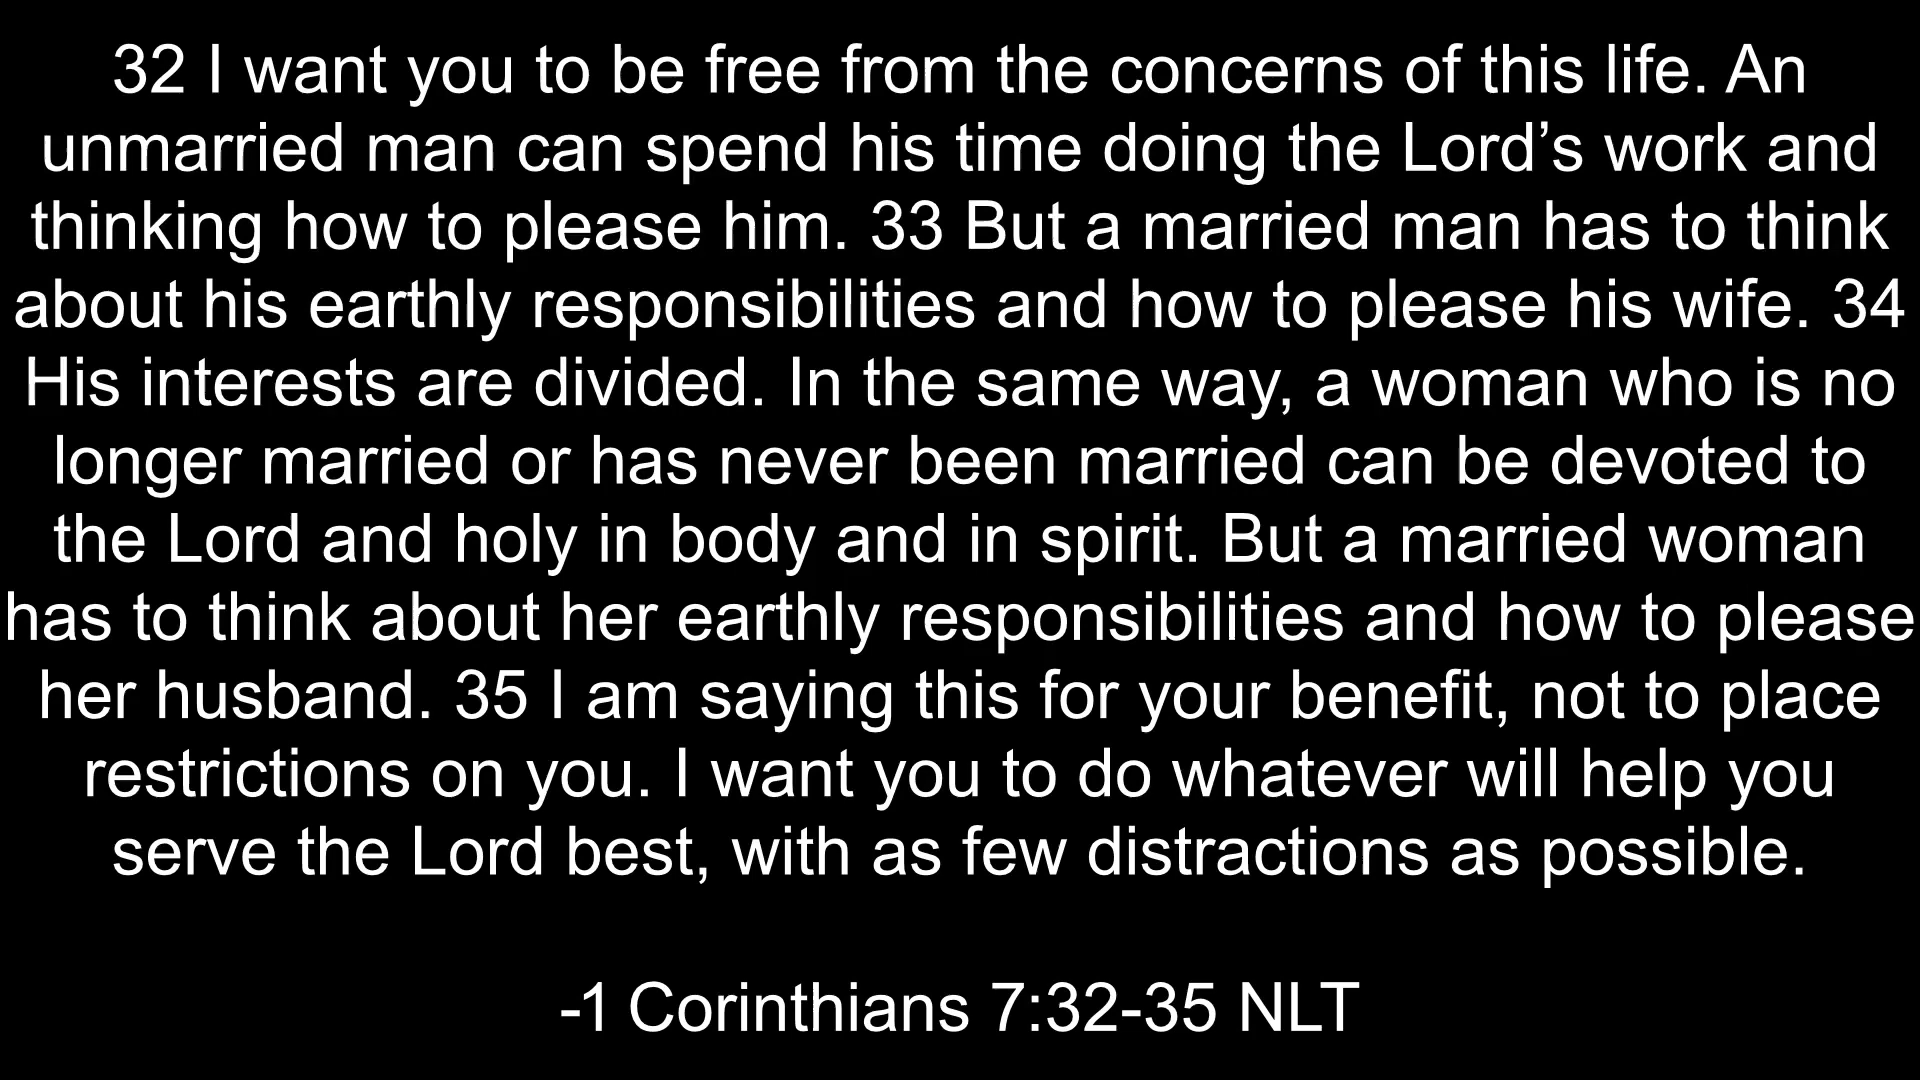 32 I want you to be free from the concerns of this life. An
unmarried man can spend his time doing the Lord’s work and
thinking how to please him. 33 But a married man has to think
about his earthly responsibilities and how to please his wife. 34
His interests are divided. In the same way, a woman who is no
longer married or has never been married can be devoted to
the Lord and holy in body and in spirit. But a married woman
has to think about her earthly responsibilities and how to please
her husband. 35 I am saying this for your benefit, not to place
restrictions on you. I want you to do whatever will help you
serve the Lord best, with as few distractions as possible.
-1 Corinthians 7:32-35 NLT